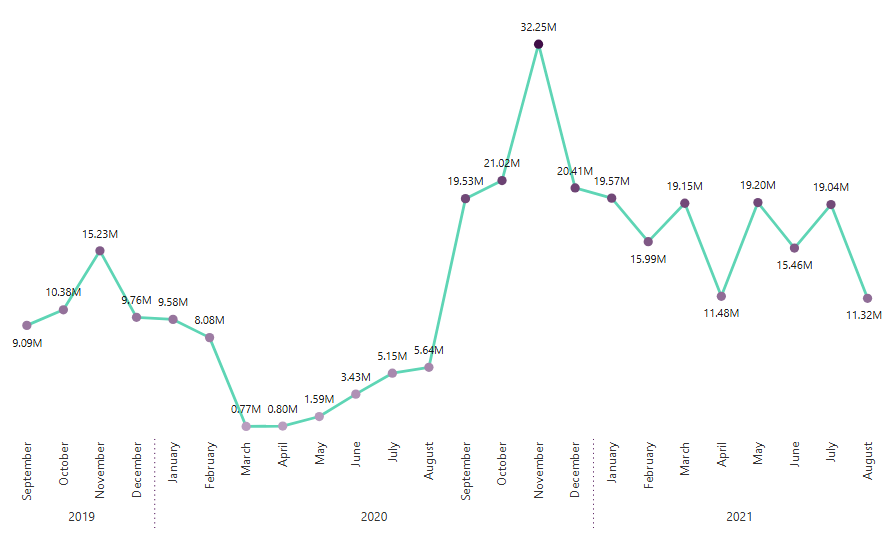 32.25M
21.02M
20.41M
19.53M
19.57M
19.15M
19.20M
19.04M
15.23M
15.99M
15.46M
10.38M
9.76M
9.58M
11.48M
11.32M
9.09M
8.08M
5.15M
5.64M
3.43M
1.59M
0.77M
0.80M
September
October
November
December
January
February
March
April
May
June
July
August
September
October
November
December
January
February
March
April
May
June
July
August
2019
2020
2021